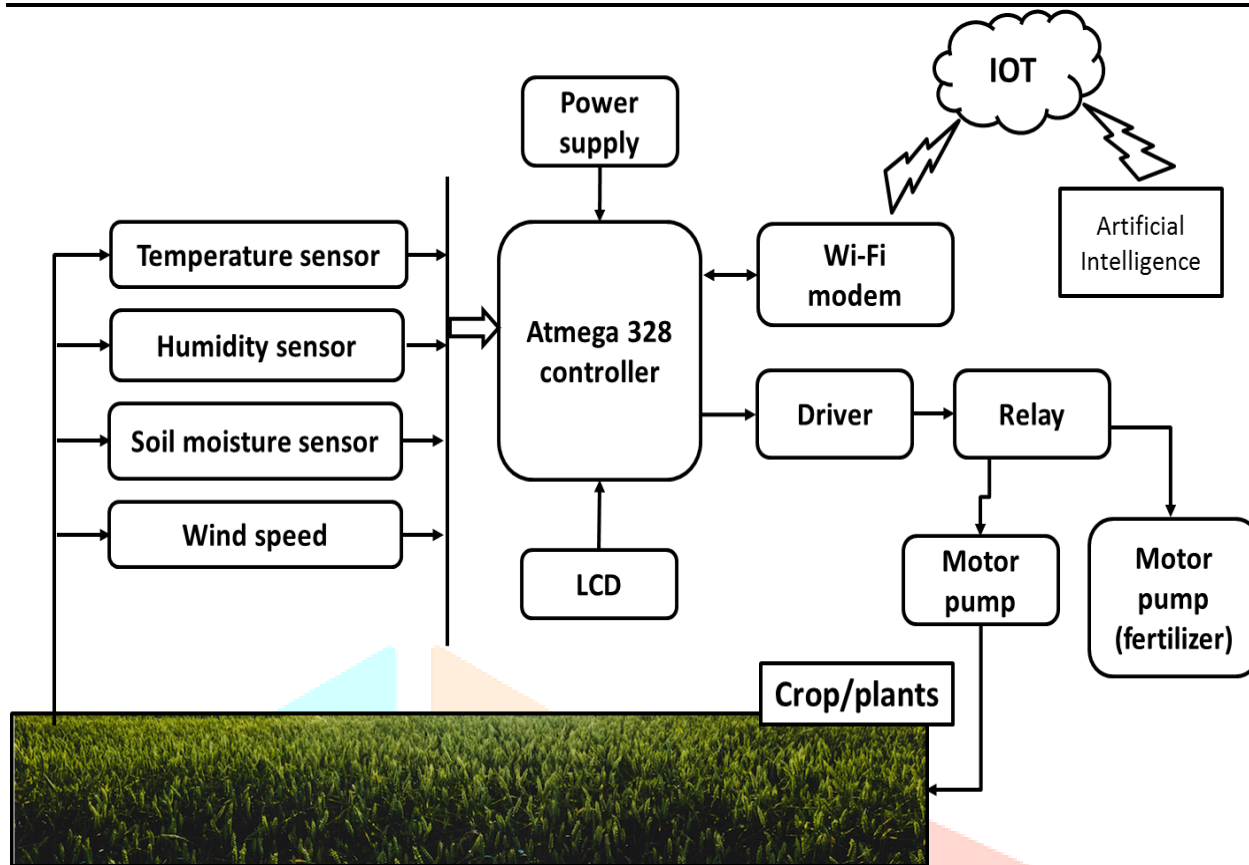 IOT
Power
supply
Artificial
Intelligence
Temperature sensor
Wi-Fi
modem
Humidity sensor
Atmega 328
controller
Driver
Relay
Soil moisture sensor
Wind speed
LCD
Motor
pump
Motor
pump
(fertilizer)
Crop/plants